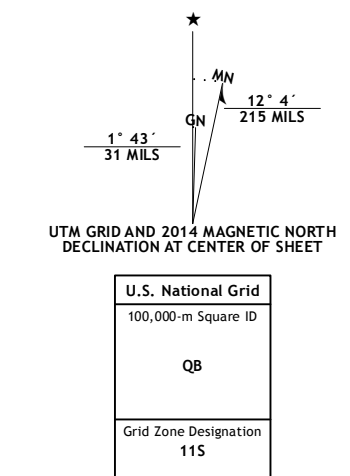 MN
GN
12° 4´
215 MILS
1° 43´
31 MILS
UTM GRID AND 2014 MAGNETIC NORTH
DECLINATION AT CENTER OF SHEET
U.S. National Grid
100,000-m Square ID
QB
Grid Zone Designation
11S